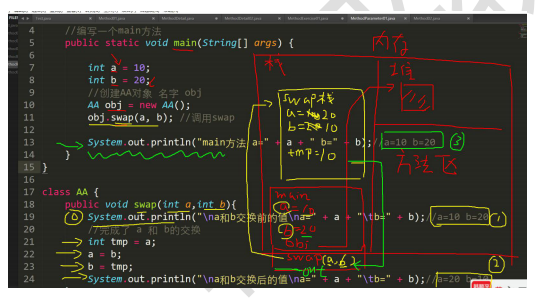 4 //编写一个main方法
5 public static void main(String[] args) {
6
7 int a = 10;
8 int b = 20;
9 //创建AA对象 名字 obj
10 AA obj = new AA();
11 obj.swap(a, b); //调用swap
12
13 System.out.println("main方法 a=" + a + " b=" + b);//a=10 b=20 ③
14 }
15 }
16
17 class AA {
18 public void swap(int a,int b){
19 System.out.println("\na和b交换前的值\na=" + a + "\tb=" + b);//a=10 b=20 ①
20 //完成了 a 和 b的交换
21 int tmp = a;
22 a = b;
23 b = tmp;
24 System.out.println("\na和b交换后的值\na=" + a + "\tb=" + b);//a=20 b=10 ②
内存
栈
swap栈
a=20
b=10
tmp=10
方法区
main
a=10
b=20
obj
swap(a,b)